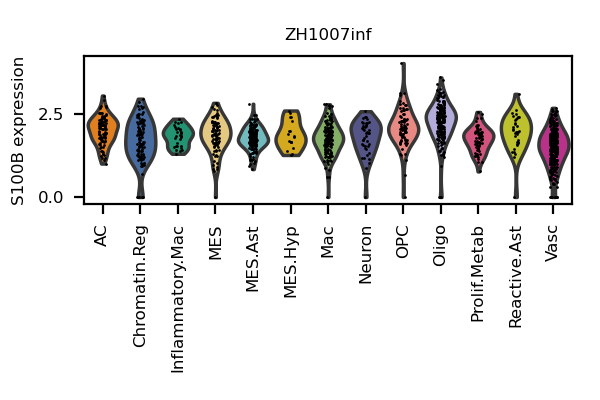 ZH1007inf
S100B expression
2.5
0.0
AC
Chromatin.Reg
Inflammatory.Mac
MES
MES.Ast
MES.Hyp
Mac
Neuron
OPC
Oligo
Prolif.Metab
Reactive.Ast
Vasc